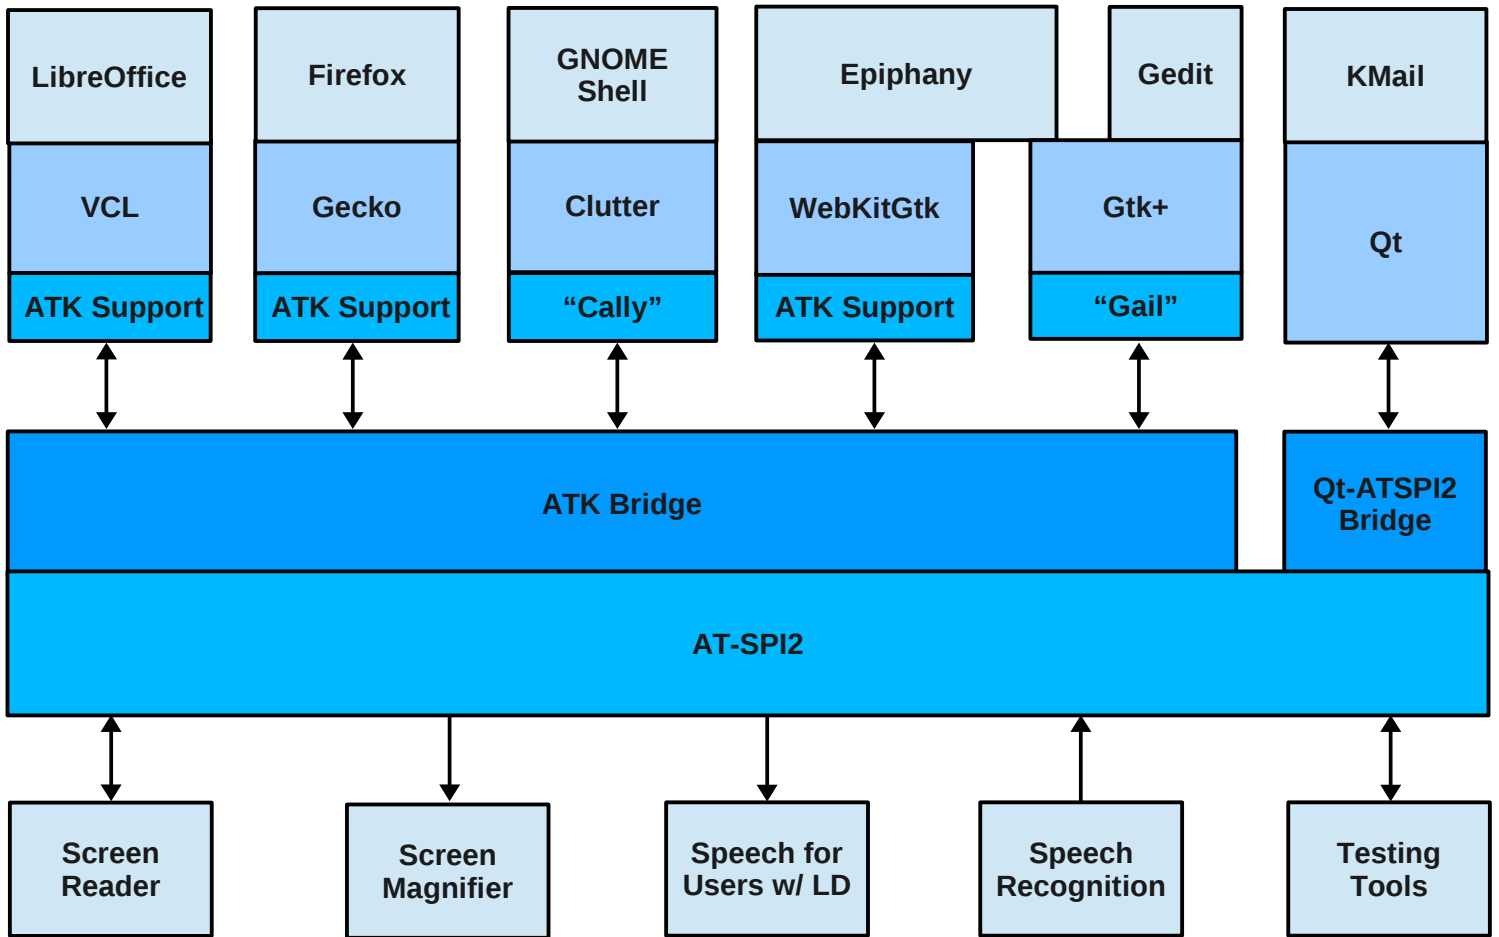 LibreOffice
Firefox
GNOME
Shell
Epiphany
Gedit
KMail
VCL
Gecko
Clutter
WebKitGtk
Gtk+
Qt
ATK Support
ATK Support
“Cally”
ATK Support
“Gail”
ATK Bridge
Qt-ATSPI2
Bridge
AT-SPI2
Screen
Reader
Screen
Magnifier
Speech for
Users w/ LD
Speech
Recognition
Testing
Tools